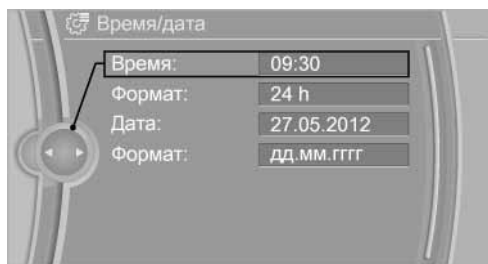 Время/дата
Время: 09:30
Формат: 24 h
Дата: 27.05.2012
Формат: дд.мм.гггг